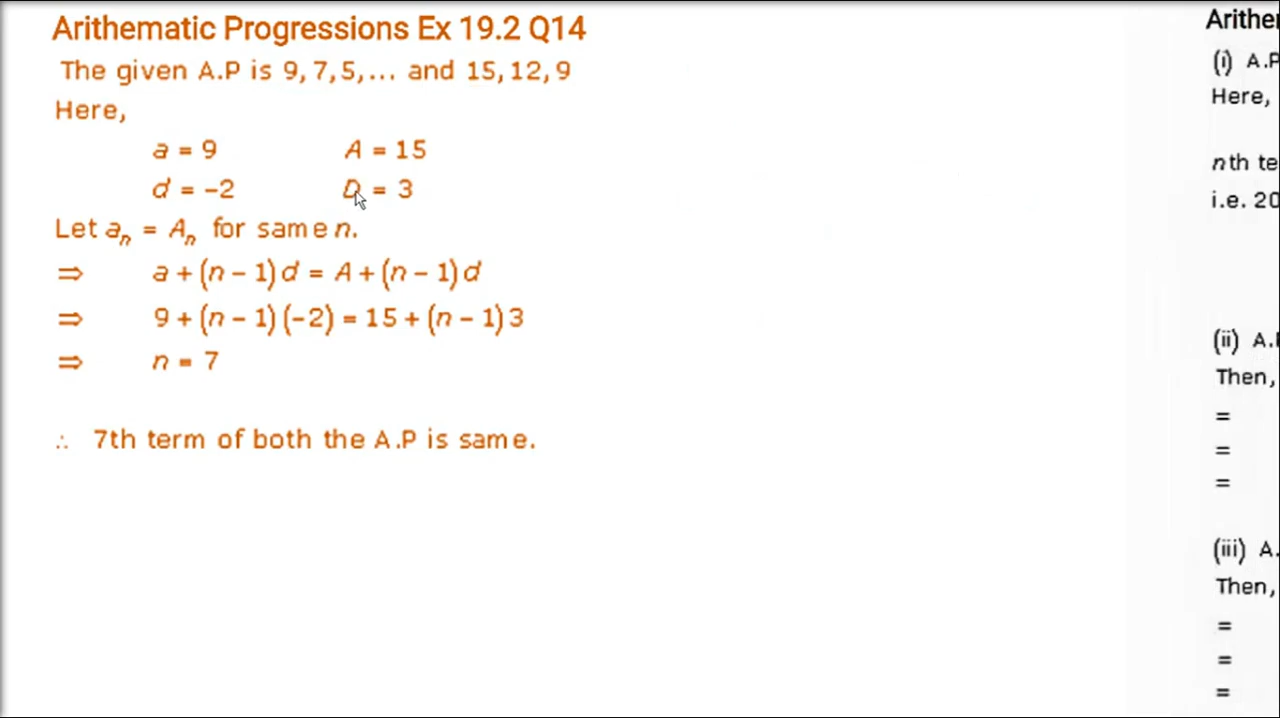 Arithematic Progressions Ex 19.2 Q14
The given A.P is 9, 7, 5, ... and 15, 12, 9
Here,
a = 9 A = 15
d = -2 D = 3
Let aₙ = Aₙ for same n.
⇒ a + (n - 1) d = A + (n - 1) d
⇒ 9 + (n - 1) (-2) = 15 + (n - 1) 3
⇒ n = 7
∴ 7th term of both the A.P is same.
Arithe
(i) A.P
Here,
nth te
i.e. 20
(ii) A.
Then,
=
=
=
(iii) A.
Then,
=
=
=